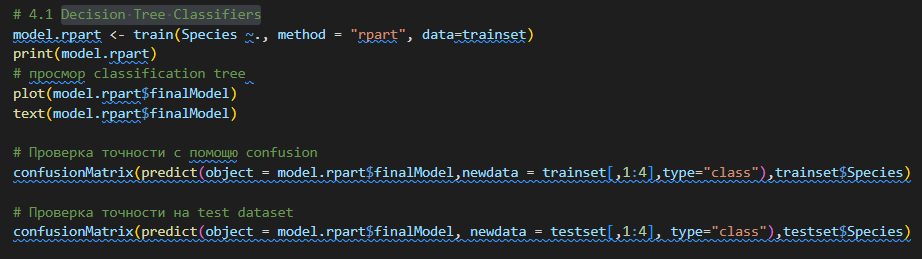 # 4.1 Decision Tree Classifiers
model.rpart <- train(Species ~., method = "rpart", data=trainset)
print(model.rpart)
# просмор classification tree
plot(model.rpart$finalModel)
text(model.rpart$finalModel)
# Проверка точности с помощю confusion
confusionMatrix(predict(object = model.rpart$finalModel,newdata = trainset[,1:4],type="class"),trainset$Species)
# Проверка точности на test dataset
confusionMatrix(predict(object = model.rpart$finalModel, newdata = testset[,1:4], type="class"),testset$Species)